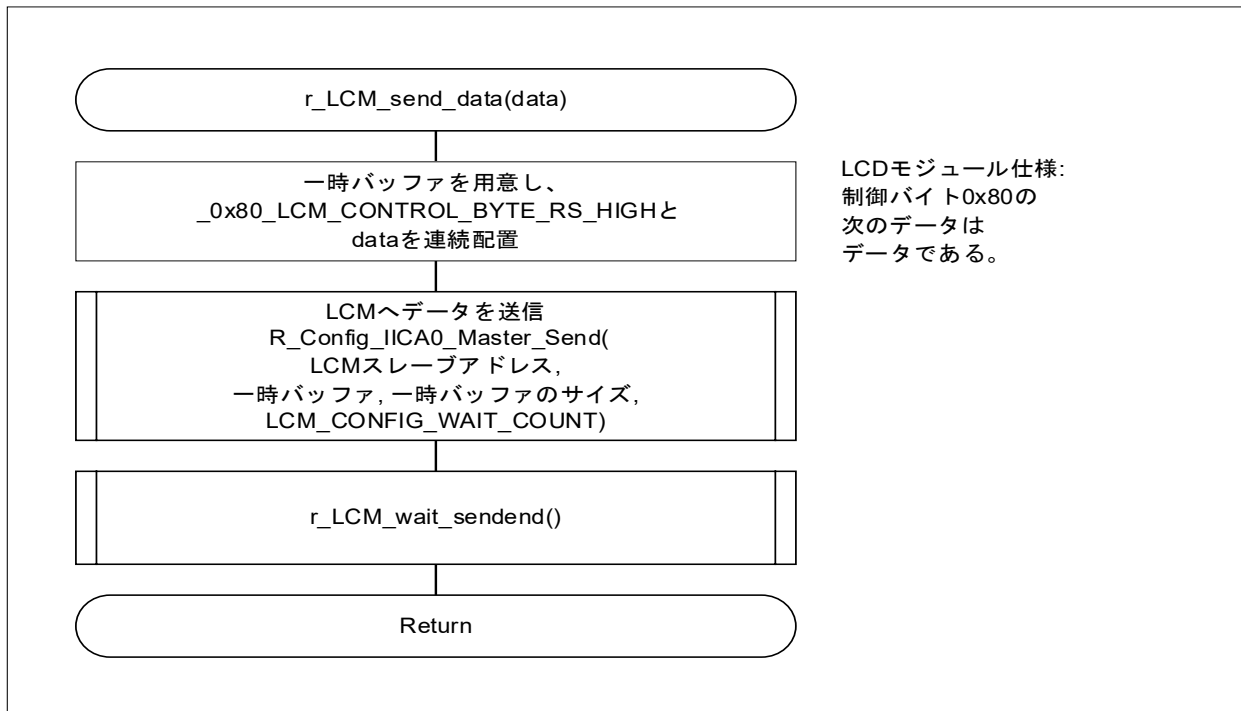 r_LCM_send_data(data)
一時バッファを用意し、
_0x80_LCM_CONTROL_BYTE_RS_HIGHと
dataを連続配置
LCDモジュール仕様:
制御バイト0x80の
次のデータは
データである。
LCMへデータを送信
R_Config_IICA0_Master_Send(
LCMスレーブアドレス,
一時バッファ, 一時バッファのサイズ,
LCM_CONFIG_WAIT_COUNT)
r_LCM_wait_sendend()
Return